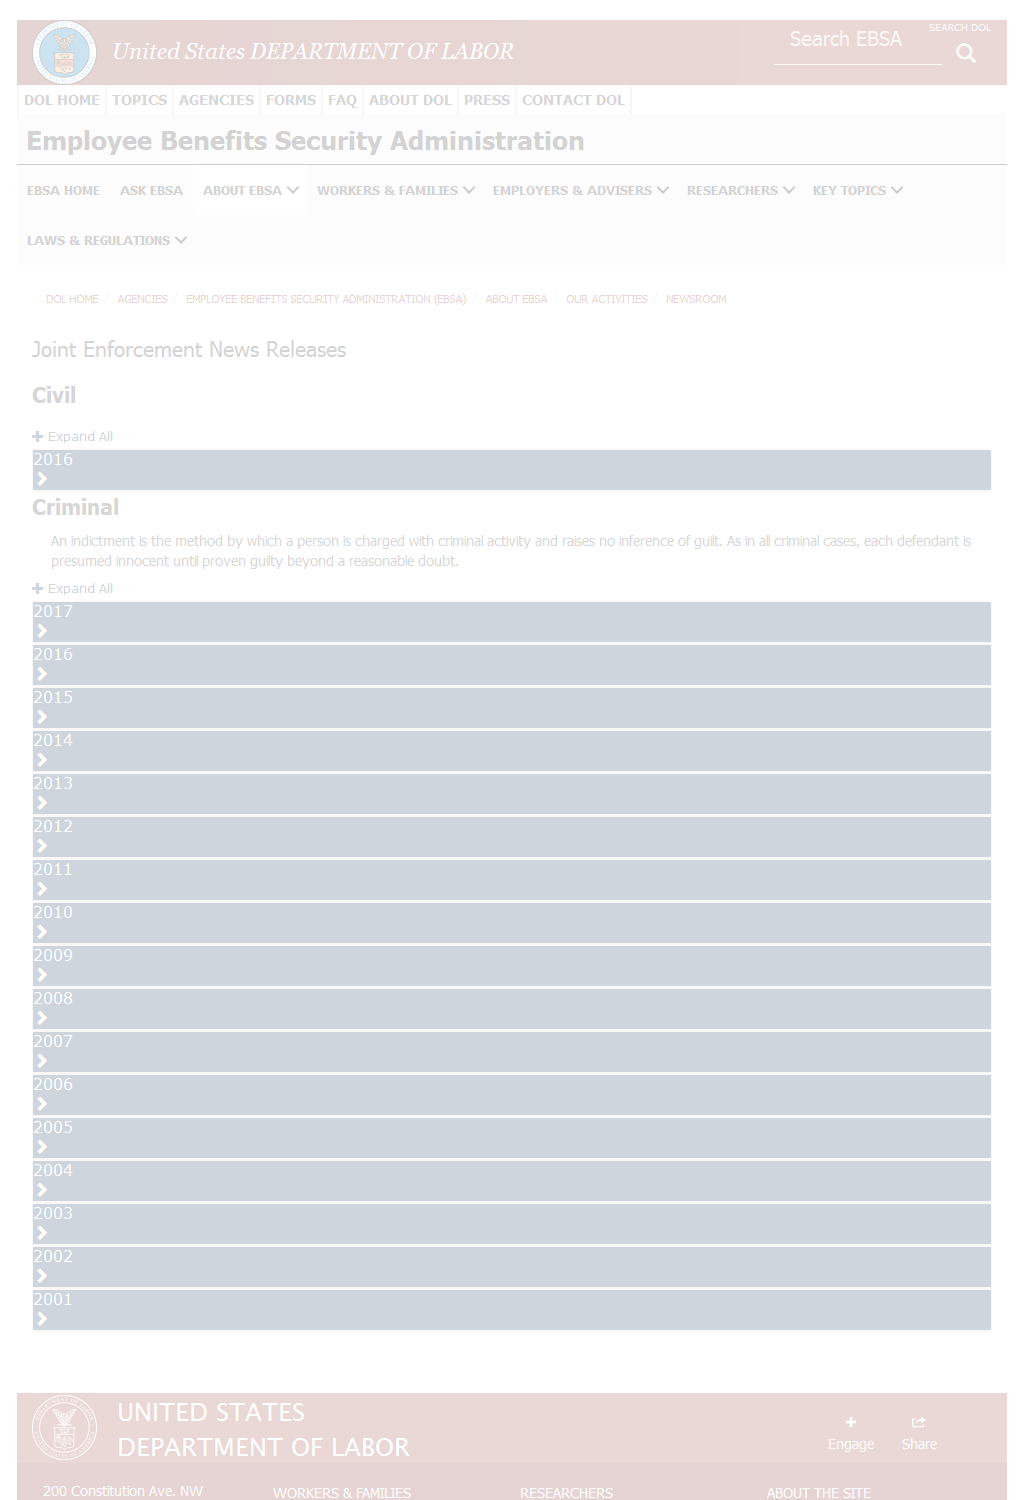 United States DEPARTMENT OF LABOR
Search EBSA
SEARCH DOL
DOL HOME TOPICS AGENCIES FORMS FAQ ABOUT DOL PRESS CONTACT DOL
Employee Benefits Security Administration
EBSA HOME ASK EBSA ABOUT EBSA WORKERS & FAMILIES EMPLOYERS & ADVISERS RESEARCHERS KEY TOPICS
LAWS & REGULATIONS
DOL HOME / AGENCIES / EMPLOYEE BENEFITS SECURITY ADMINISTRATION (EBSA) / ABOUT EBSA / OUR ACTIVITIES / NEWSROOM
Joint Enforcement News Releases
Civil
Expand All
2016
Criminal
An indictment is the method by which a person is charged with criminal activity and raises no inference of guilt. As in all criminal cases, each defendant is
presumed innocent until proven guilty beyond a reasonable doubt.
Expand All
2017
2016
2015
2014
2013
2012
2011
2010
2009
2008
2007
2006
2005
2004
2003
2002
2001
UNITED STATES
DEPARTMENT OF LABOR
Engage Share
200 Constitution Ave. NW WORKERS & FAMILIES RESEARCHERS ABOUT THE SITE